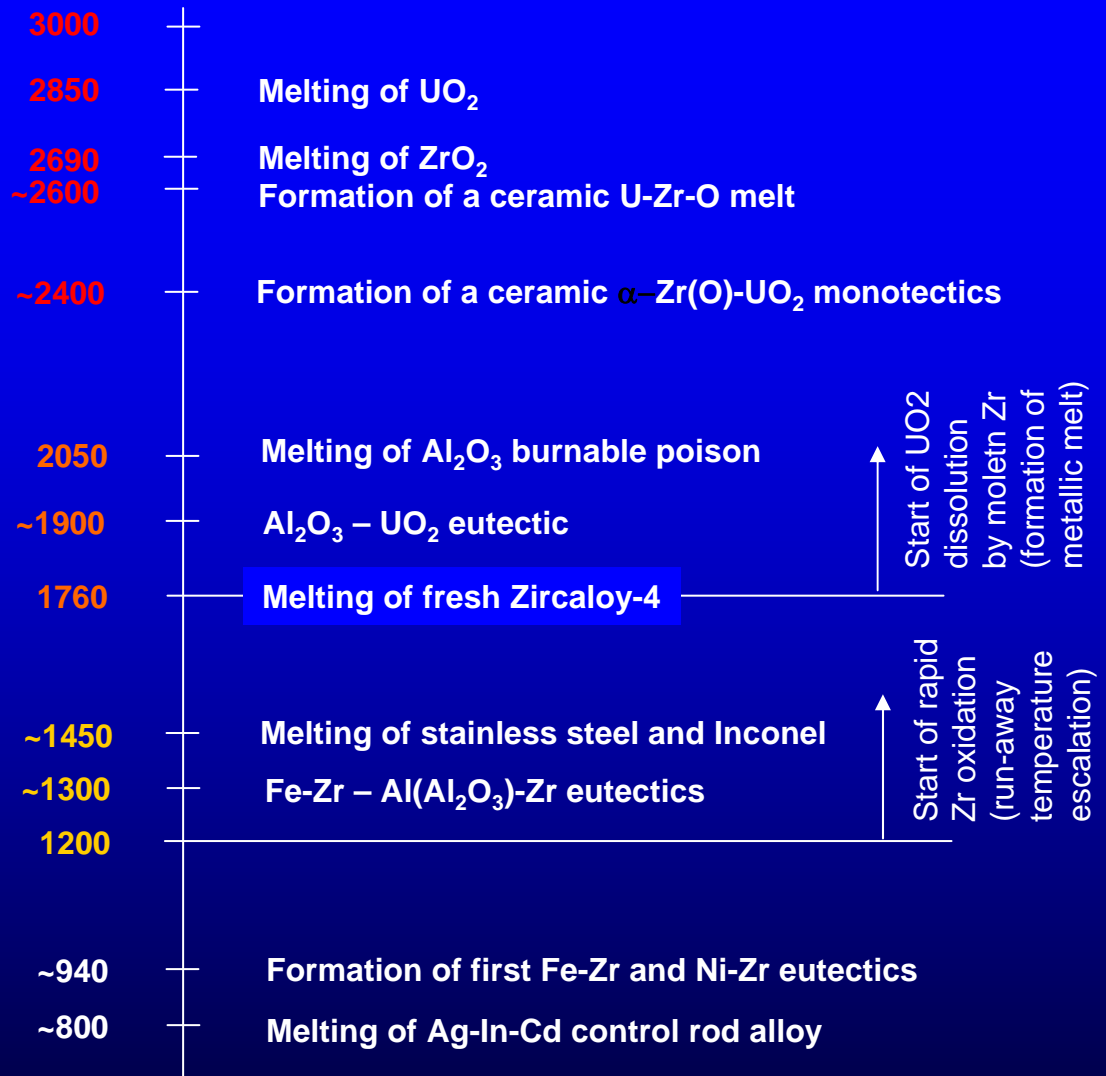 3000
2850 Melting of UO₂
2690 Melting of ZrO₂
~2600 Formation of a ceramic U-Zr-O melt
~2400 Formation of a ceramic α–Zr(O)-UO₂ monotectics
2050 Melting of Al₂O₃ burnable poison
~1900 Al₂O₃ – UO₂ eutectic
1760 Melting of fresh Zircaloy-4
~1450 Melting of stainless steel and Inconel
~1300 Fe-Zr – Al(Al₂O₃)-Zr eutectics
1200
~940 Formation of first Fe-Zr and Ni-Zr eutectics
~800 Melting of Ag-In-Cd control rod alloy
Start of UO2
dissolution
by moletn Zr
(formation of
metallic melt)
Start of rapid
Zr oxidation
(run-away
temperature
escalation)